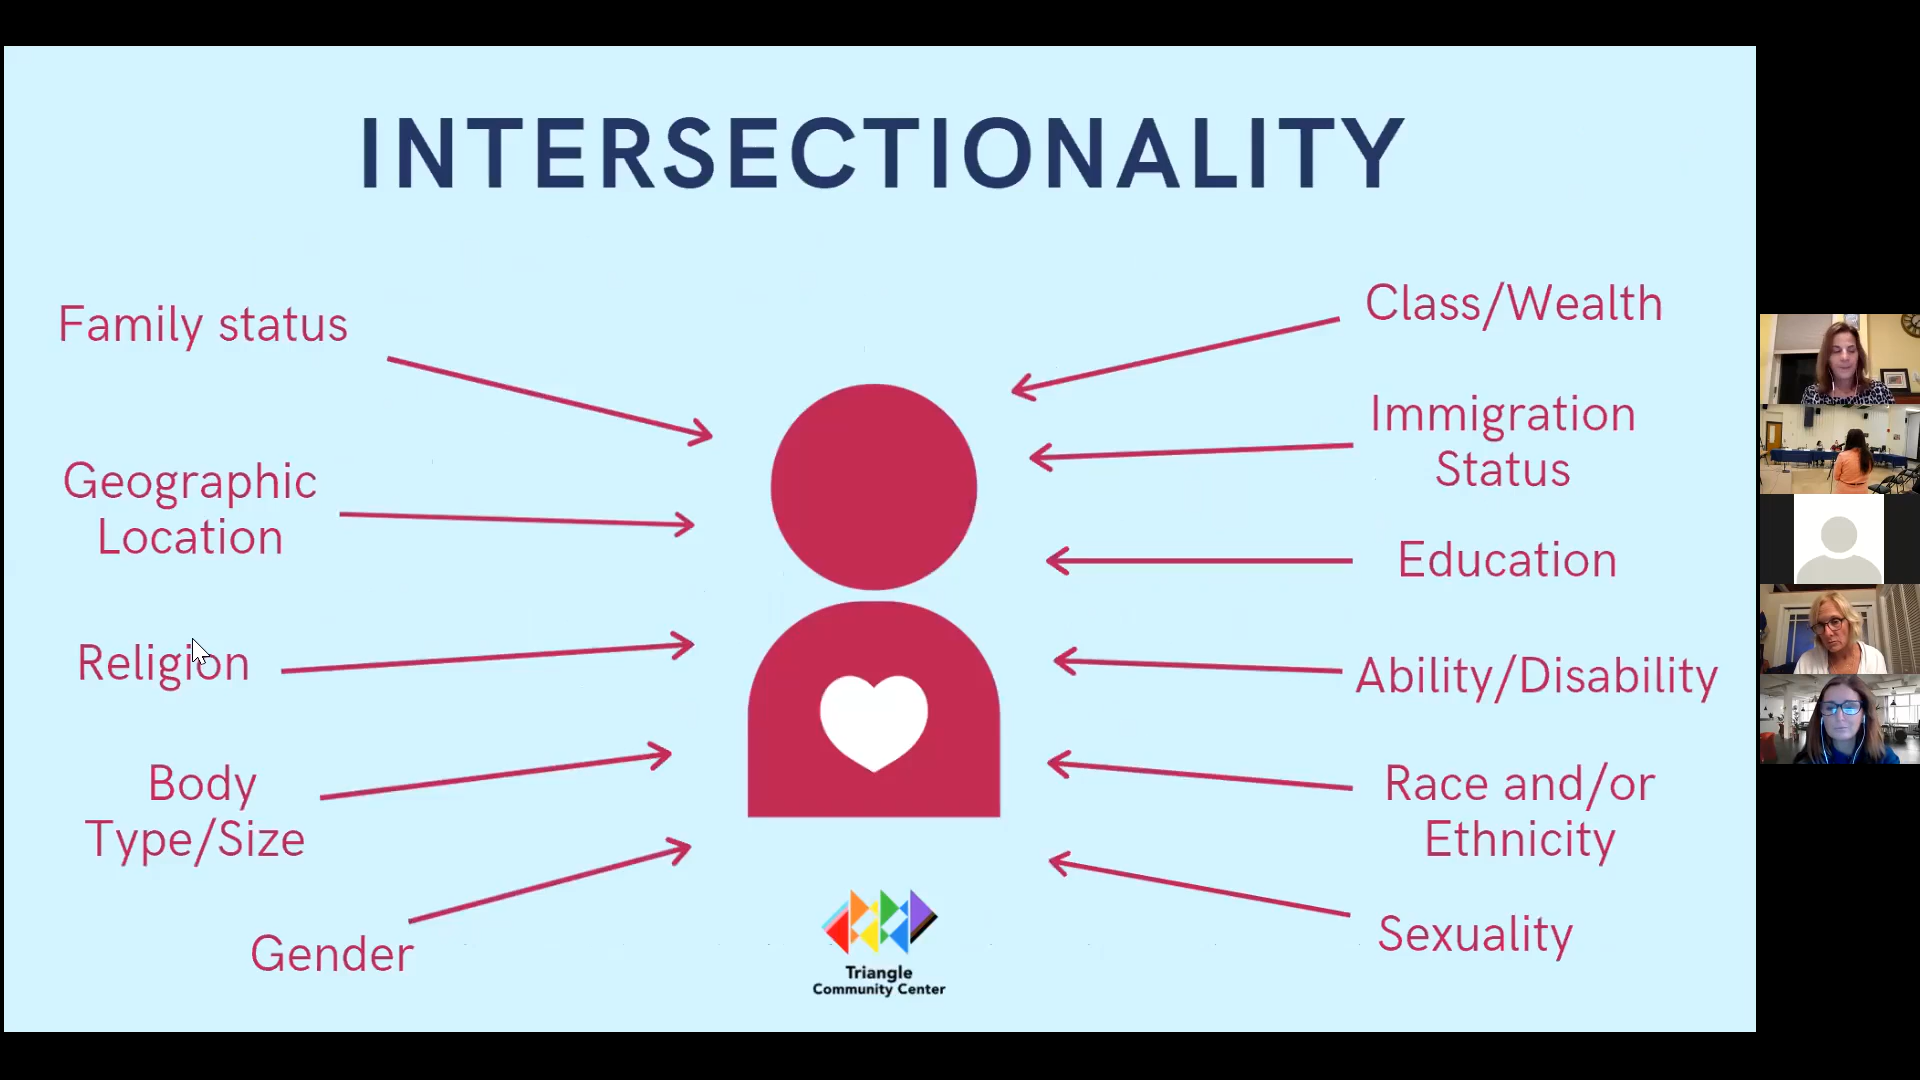 INTERSECTIONALITY
Family status
Geographic
Location
Religion
Body
Type/Size
Gender
Class/Wealth
Immigration
Status
Education
Ability/Disability
Race and/or
Ethnicity
Sexuality
Triangle
Community Center